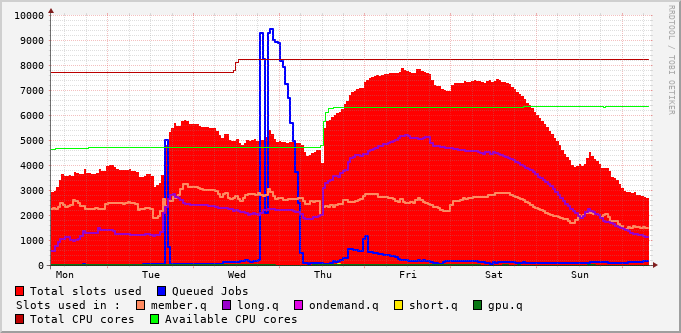 RRDTOOL / TOBI OETIKER
10000
9000
8000
7000
6000
5000
4000
3000
2000
1000
0
Mon Tue Wed Thu Fri Sat Sun
Total slots used Queued Jobs
Slots used in : member.q long.q ondemand.q short.q gpu.q
Total CPU cores Available CPU cores